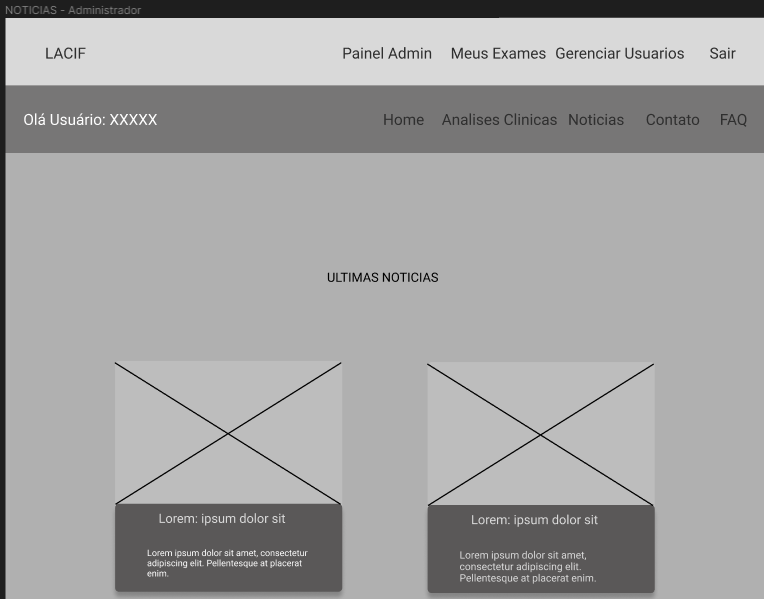 NOTICIAS - Administrador
LACIF Painel Admin Meus Exames Gerenciar Usuarios Sair
Olá Usuário: XXXXX Home Analises Clinicas Noticias Contato FAQ
ULTIMAS NOTICIAS
Lorem: ipsum dolor sit
Lorem ipsum dolor sit amet, consectetur
adipiscing elit. Pellentesque at placerat
enim.
Lorem: ipsum dolor sit
Lorem ipsum dolor sit amet,
consectetur adipiscing elit.
Pellentesque at placerat enim.